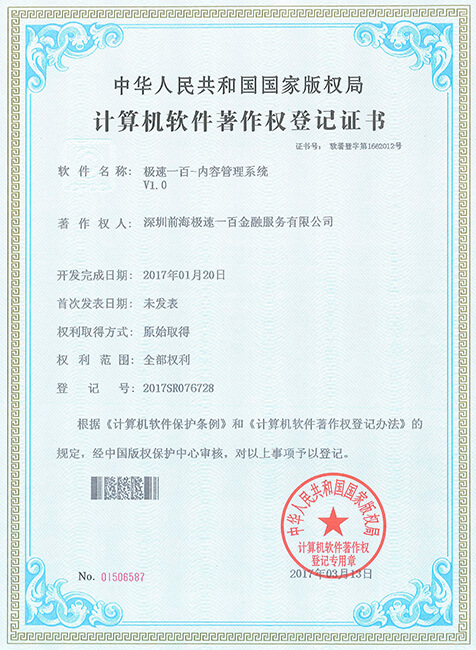 中华人民共和国国家版权局
计算机软件著作权登记证书
证书号： 软著登字第1662012号
软件名称： 极速一百-内容管理系统
V1.0
著作权人： 深圳前海极速一百金融服务有限公司
开发完成日期： 2017年01月20日
首次发表日期： 未发表
权利取得方式： 原始取得
权利范围： 全部权利
登记号： 2017SR076728
根据《计算机软件保护条例》和《计算机软件著作权登记办法》的
规定，经中国版权保护中心审核，对以上事项予以登记。
中华人民共和国国家版权局
计算机软件著作权
登记专用章
No. 01506587
2017年03月13日